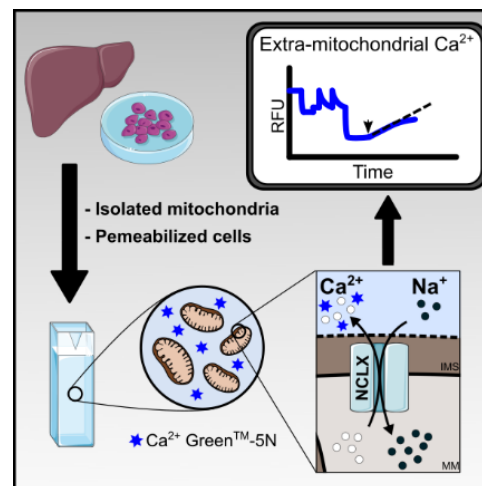 Extra-mitochondrial Ca²⁺
RFU
Time
- Isolated mitochondria
- Pemeabilized cells
Ca²⁺
Na⁺
IMS
NCLX
MM
Ca²⁺ Green™-5N